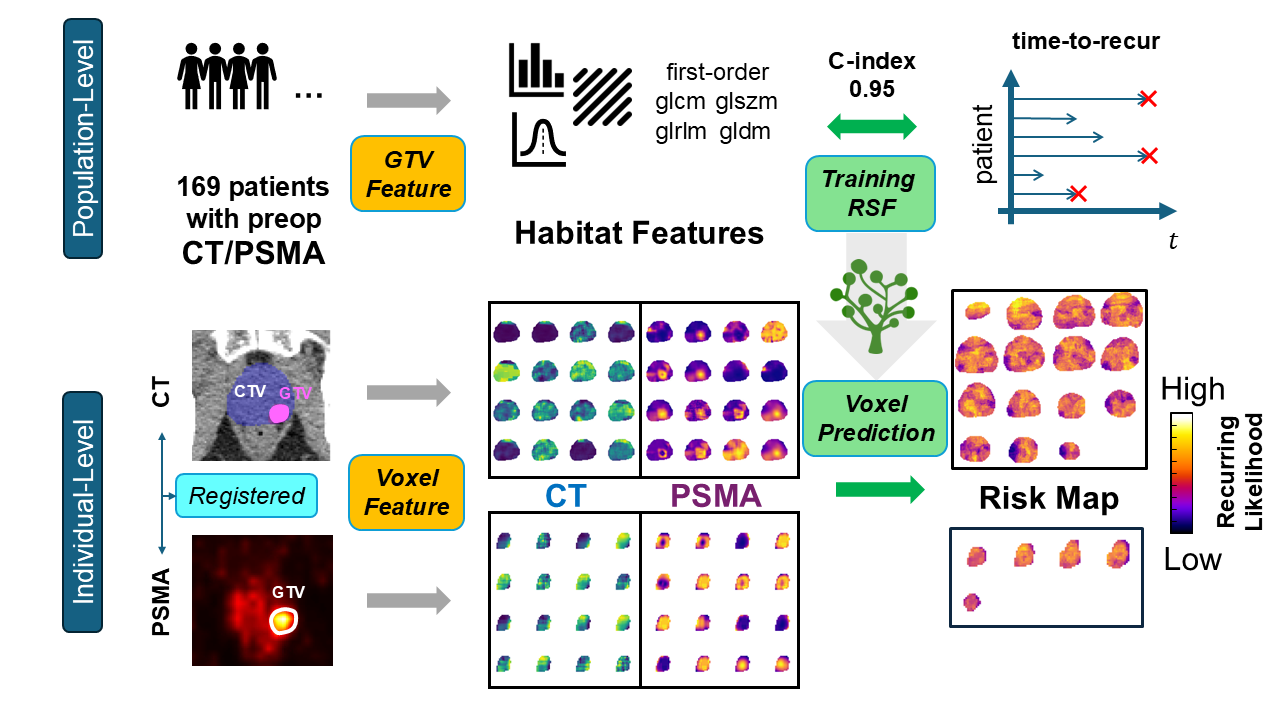 Population-Level
...
169 patients
with preop
CT/PSMA
GTV
Feature
first-order
glcm glszm
glrlm gldm
Habitat Features
C-index
0.95
Training
RSF
time-to-recur
patient
t
Individual-Level
CT
CTV
GTV
Registered
PSMA
GTV
Voxel
Feature
CT
PSMA
Voxel
Prediction
Risk Map
High
Recurring
Likelihood
Low